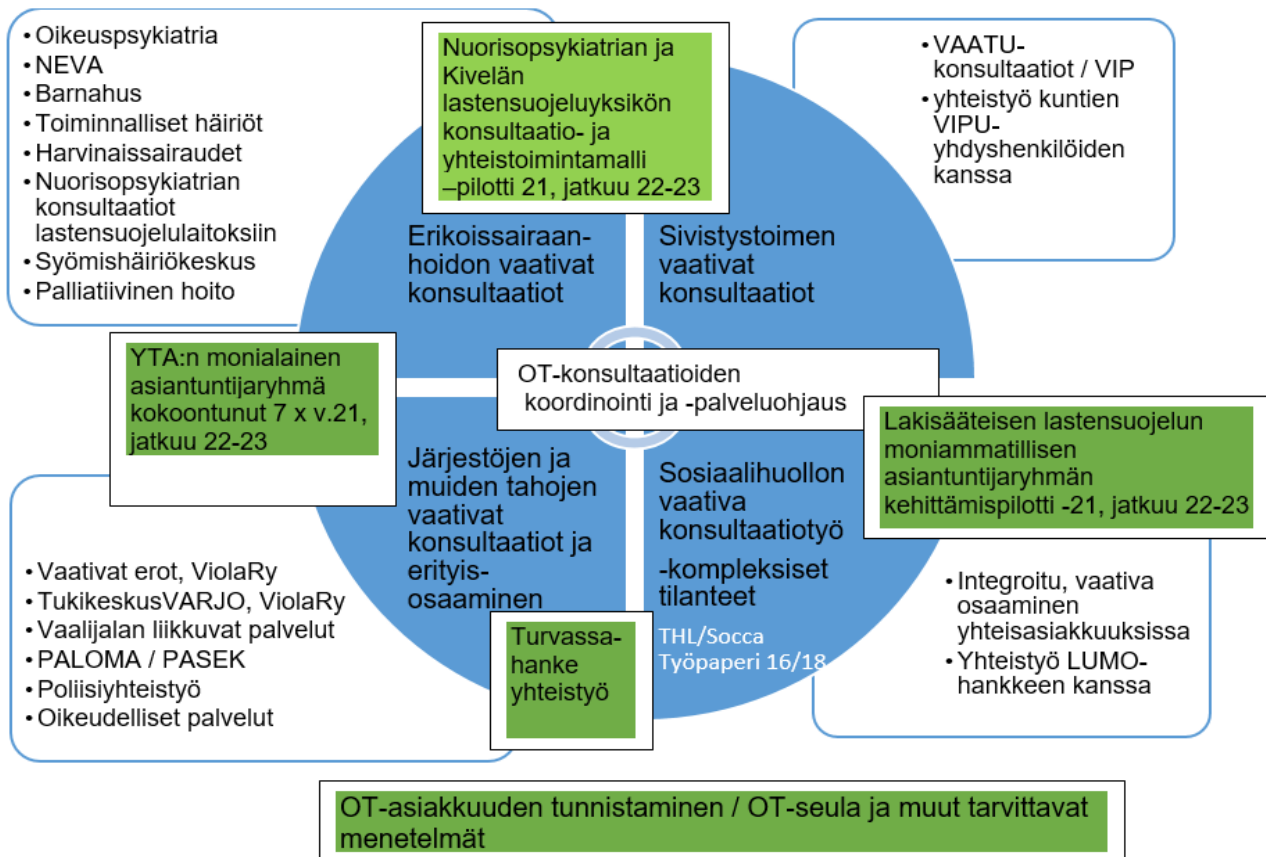 • Oikeuspsykiatria
• NEVA
• Barnahus
• Toiminnalliset häiriöt
• Harvinaissairaudet
• Nuorisopsykiatrian
konsultaatiot
lastensuojelulaitoksiin
• Syömishäiriökeskus
• Palliatiivinen hoito
Nuorisopsykiatrian ja
Kivelän
lastensuojeluyksikön
konsultaatio- ja
yhteistoimintamalli
–pilotti 21, jatkuu 22-23
• VAATU-
konsultaatiot / VIP
• yhteistyö kuntien
VIPU-
yhdyshenkilöiden
kanssa
Erikoissairaan-
hoidon vaativat
konsultaatiot
Sivistystoimen
vaativat
konsultaatiot
YTA:n monialainen
asiantuntijaryhmä
kokoontunut 7 x v.21,
jatkuu 22-23
OT-konsultaatioiden
koordinointi ja -palveluohjaus
Lakisääteisen lastensuojelun
moniammatillisen
asiantuntijaryhmän
kehittämispilotti -21, jatkuu 22-23
Järjestöjen ja
muiden tahojen
vaativat
konsultaatiot ja
erityis-
osaaminen
Sosiaalihuollon
vaativa
konsultaatiotyö
-kompleksiset
tilanteet
THL/Socca
Työpaperi 16/18
• Vaativat erot, ViolaRy
• TukikeskusVARJO, ViolaRy
• Vaalijalan liikkuvat palvelut
• PALOMA / PASEK
• Poliisiyhteistyö
• Oikeudelliset palvelut
Turvassa-
hanke
yhteistyö
• Integroitu, vaativa
osaaminen
yhteisasiakkuuksissa
• Yhteistyö LUMO-
hankkeen kanssa
OT-asiakkuuden tunnistaminen / OT-seula ja muut tarvittavat
menetelmät